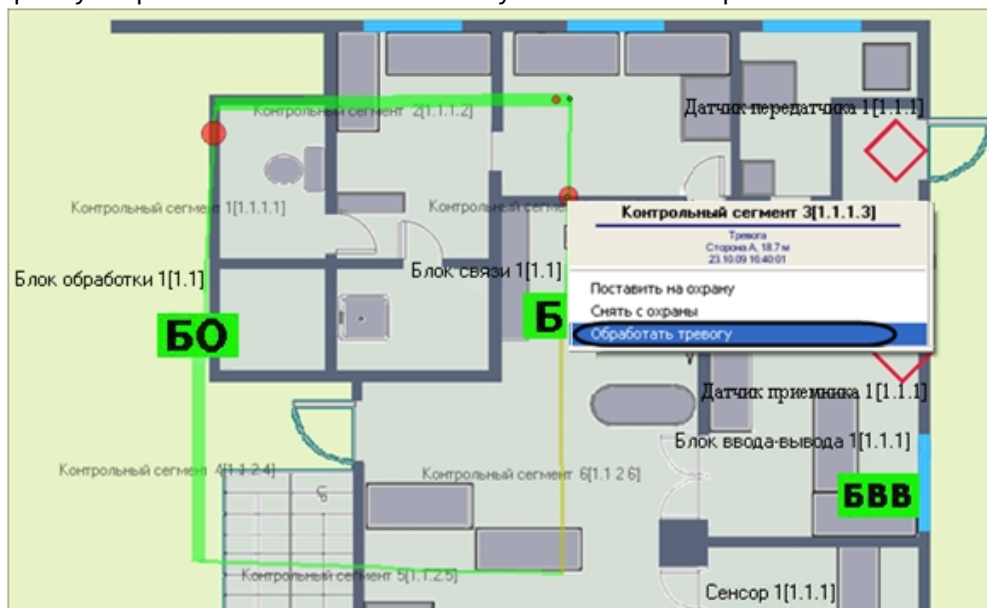 Контрольный сегмент 2[1.1.1.2]
Датчик передатчика 1[1.1.1]
Контрольный сегмент 1[1.1.1.1]
Контрольный
Контрольный сегмент 3[1.1.1.3]
Тревога
Сторона А, 18.7 м
23.10.09 16:40:01
Блок обработки 1[1.1]
Блок связи 1[1.1]
Поставить на охрану
Снять с охраны
Обработать тревогу
БО
Б
Датчик приемника 1[1.1.1]
Блок ввода-вывода 1[1.1.1]
Контрольный сегмент 4[1.1.2.4]
Контрольный сегмент 6[1.1.2.6]
БВВ
Контрольный сегмент 5[1.1.2.5]
Сенсор 1[1.1.1]